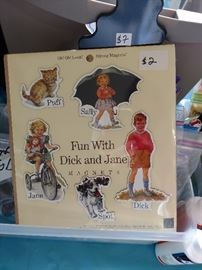 $7
$2
Puff
Sally
Fun With
Dick and Jane
MAGNETS
Jane
Spot
Dick